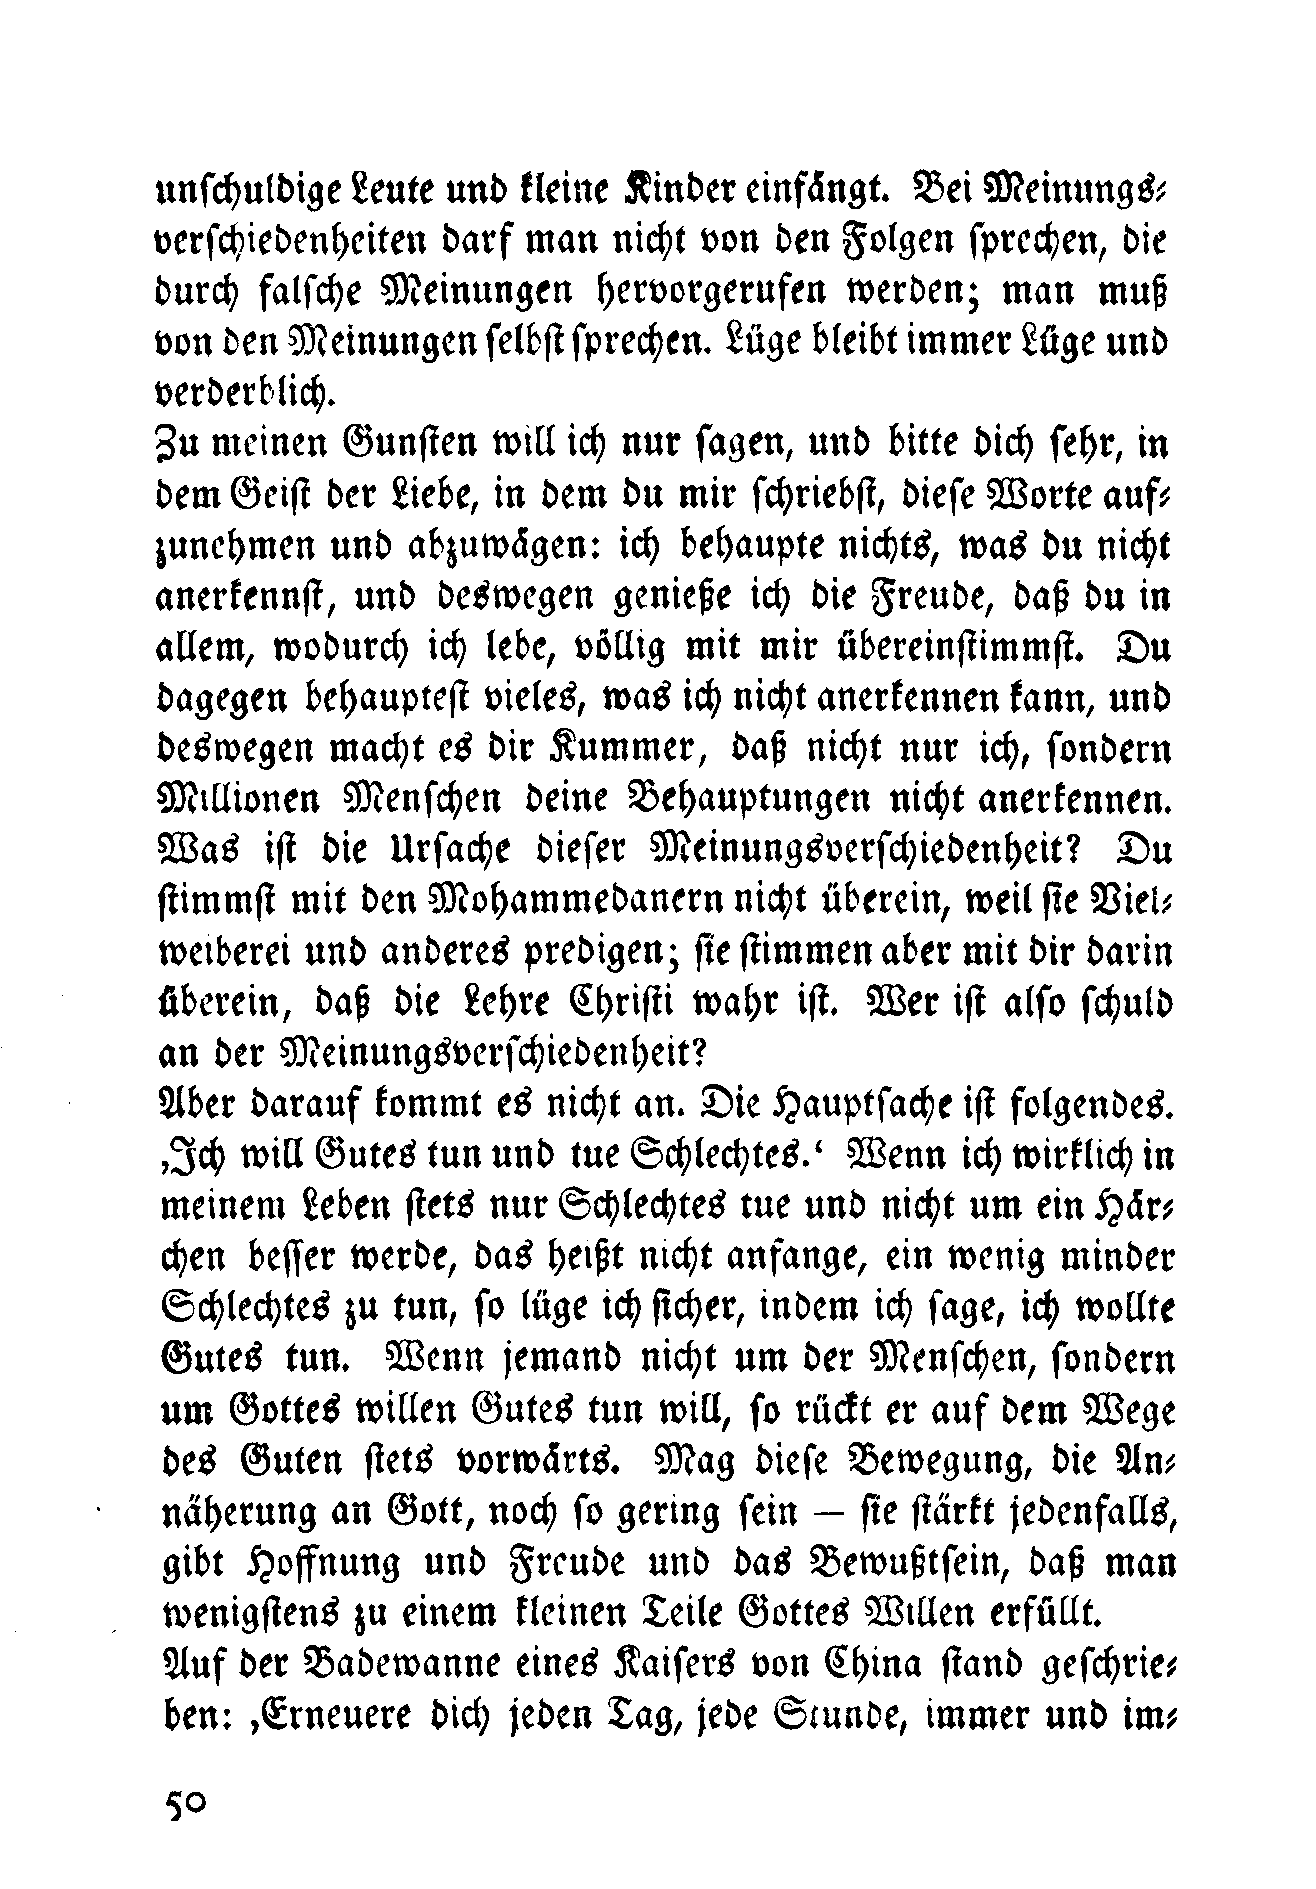 unſchuldige Leute und kleine Kinder einfängt. Bei Meinungs⸗
verſchiedenheiten darf man nicht von den Folgen ſprechen, die
durch falſche Meinungen hervorgerufen werden; man muß
von den Meinungen ſelbſt ſprechen. Lüge bleibt immer Lüge und
verderblich.
Zu meinen Gunſten will ich nur ſagen, und bitte dich ſehr, in
dem Geiſt der Liebe, in dem du mir ſchriebſt, dieſe Worte auf⸗
zunehmen und abzuwägen: ich behaupte nichts, was du nicht
anerkennſt, und deswegen genieße ich die Freude, daß du in
allem, wodurch ich lebe, völlig mit mir übereinſtimmſt. Du
dagegen behaupteſt vieles, was ich nicht anerkennen kann, und
deswegen macht es dir Kummer, daß nicht nur ich, ſondern
Millionen Menſchen deine Behauptungen nicht anerkennen.
Was iſt die Urſache dieſer Meinungsverſchiedenheit? Du
ſtimmſt mit den Mohammedanern nicht überein, weil ſie Viel⸗
weiberei und anderes predigen; ſie ſtimmen aber mit dir darin
überein, daß die Lehre Chriſti wahr iſt. Wer iſt alſo ſchuld
an der Meinungsverſchiedenheit?
Aber darauf kommt es nicht an. Die Hauptſache iſt folgendes.
‚Ich will Gutes tun und tue Schlechtes.‘ Wenn ich wirklich in
meinem Leben ſtets nur Schlechtes tue und nicht um ein Här⸗
chen beſſer werde, das heißt nicht anfange, ein wenig minder
Schlechtes zu tun, ſo lüge ich ſicher, indem ich ſage, ich wollte
Gutes tun. Wenn jemand nicht um der Menſchen, ſondern
um Gottes willen Gutes tun will, ſo rückt er auf dem Wege
des Guten ſtets vorwärts. Mag dieſe Bewegung, die An⸗
näherung an Gott, noch ſo gering ſein — ſie ſtärkt jedenfalls,
gibt Hoffnung und Freude und das Bewußtſein, daß man
wenigſtens zu einem kleinen Teile Gottes Willen erfüllt.
Auf der Badewanne eines Kaiſers von China ſtand geſchrie⸗
ben: ‚Erneuere dich jeden Tag, jede Stunde, immer und im⸗
50